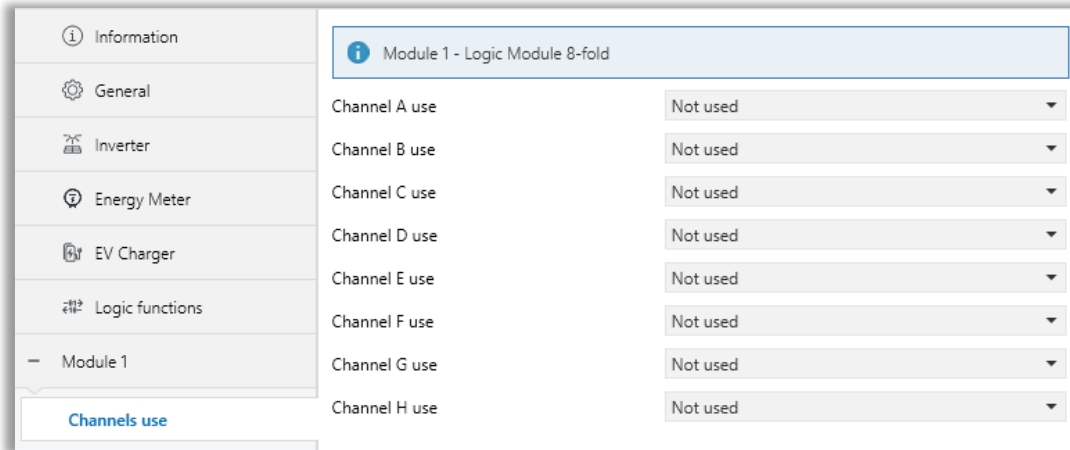 Information
General
Inverter
Energy Meter
EV Charger
Logic functions
Module 1
Channels use
Module 1 - Logic Module 8-fold
Channel A use Not used
Channel B use Not used
Channel C use Not used
Channel D use Not used
Channel E use Not used
Channel F use Not used
Channel G use Not used
Channel H use Not used